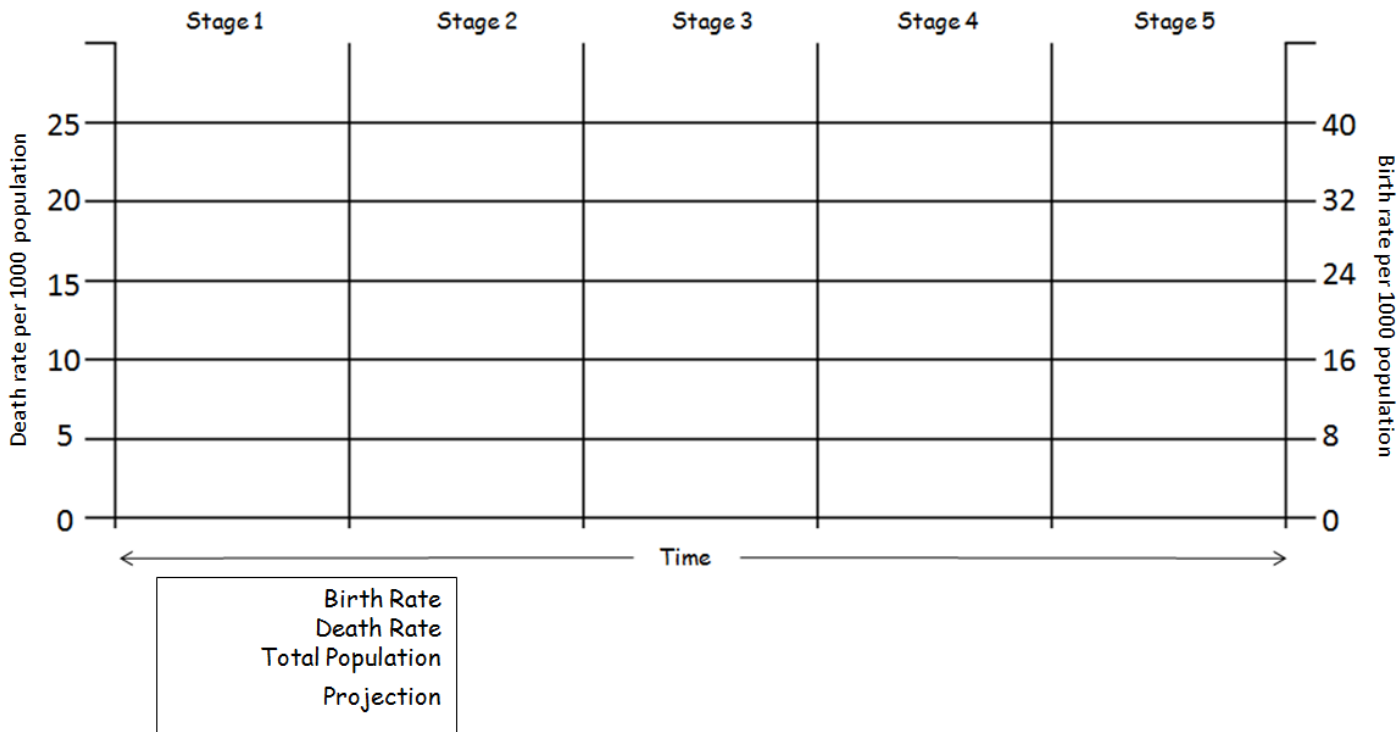 Stage 1 Stage 2 Stage 3 Stage 4 Stage 5
Death rate per 1000 population
25
20
15
10
5
0
40
32
24
16
8
0
Birth rate per 1000 population
Time
Birth Rate
Death Rate
Total Population
Projection